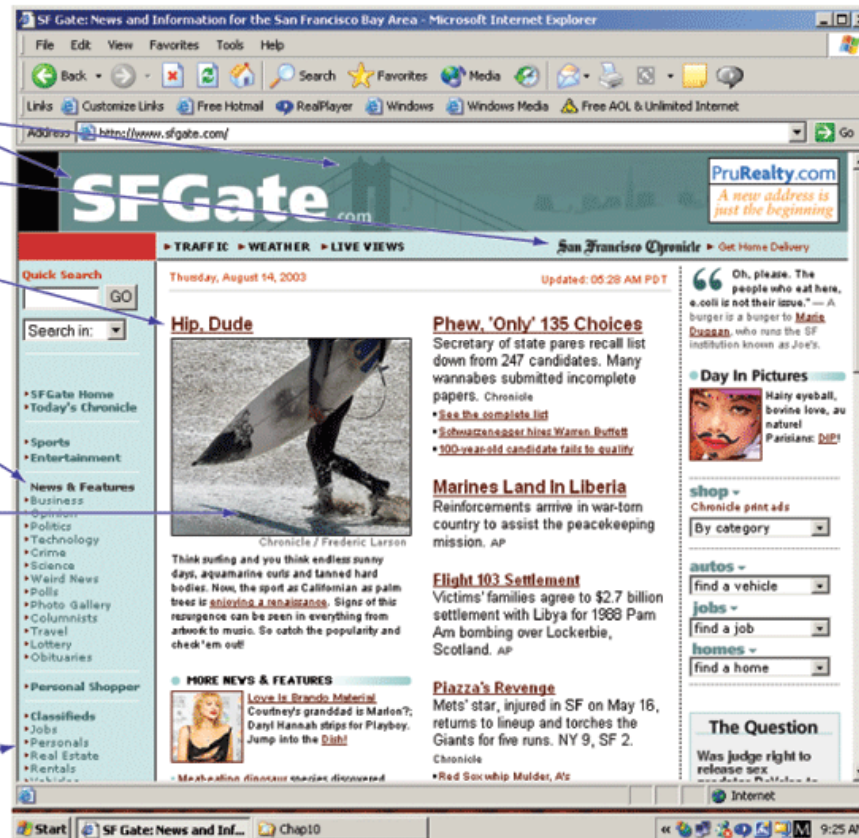 SF Gate: News and Information for the San Francisco Bay Area - Microsoft Internet Explorer
File Edit View Favorites Tools Help
Back Search Favorites Media
Links Customize Links Free Hotmail RealPlayer Windows Windows Media Free AOL & Unlimited Internet
Address http://www.sfgate.com/ Go
SFGate.com
PruRealty.com
A new address is
just the beginning
TRAFFIC WEATHER LIVE VIEWS
San Francisco Chronicle Get Home Delivery
Quick Search
GO
Search in:
SFGate Home
Today's Chronicle
Sports
Entertainment
News & Features
Business
Opinion
Politics
Technology
Crime
Science
Weird News
Polls
Photo Gallery
Columnists
Travel
Lottery
Obituaries
Personal Shopper
Classifieds
Jobs
Personals
Real Estate
Rentals
Thursday, August 14, 2003
Updated: 05:28 AM PDT
Hip, Dude
Chronicle / Frederic Larson
Think surfing and you think endless sunny
days, aquamarine curls and tanned hard
bodies. Now, the sport as Californian as palm
trees is enjoying a renaissance. Signs of this
resurgence can be seen in everything from
artwork to music. So catch the popularity and
check 'em out!
MORE NEWS & FEATURES
Love Is Brando Material
Courtney's granddad is Marlon?;
Daryl Hannah strips for Playboy.
Jump into the Dish!
Meat-eating dinosaur species discovered
Phew, 'Only' 135 Choices
Secretary of state pares recall list
down from 247 candidates. Many
wannabes submitted incomplete
papers. Chronicle
See the complete list
Schwarzenegger hires Warren Buffett
100-year-old candidate fails to qualify
Marines Land In Liberia
Reinforcements arrive in war-torn
country to assist the peacekeeping
mission. AP
Flight 103 Settlement
Victims' families agree to $2.7 billion
settlement with Libya for 1988 Pam
Am bombing over Lockerbie,
Scotland. AP
Piazza's Revenge
Mets' star, injured in SF on May 16,
returns to lineup and torches the
Giants for five runs. NY 9, SF 2.
Chronicle
Red Sox whip Mulder, A's
Oh, please. The
people who eat here,
e.coli is not their issue." — A
burger is a burger to Marie
Duggan, who runs the SF
institution known as Joe's.
Day In Pictures
Hairy eyeball,
bovine love, au
naturel
Parisians: DIP!
shop
Chronicle print ads
By category
autos
find a vehicle
jobs
find a job
homes
find a home
The Question
Was judge right to
release sex
Internet
Start SF Gate: News and Inf... Chap10 9:25 AM